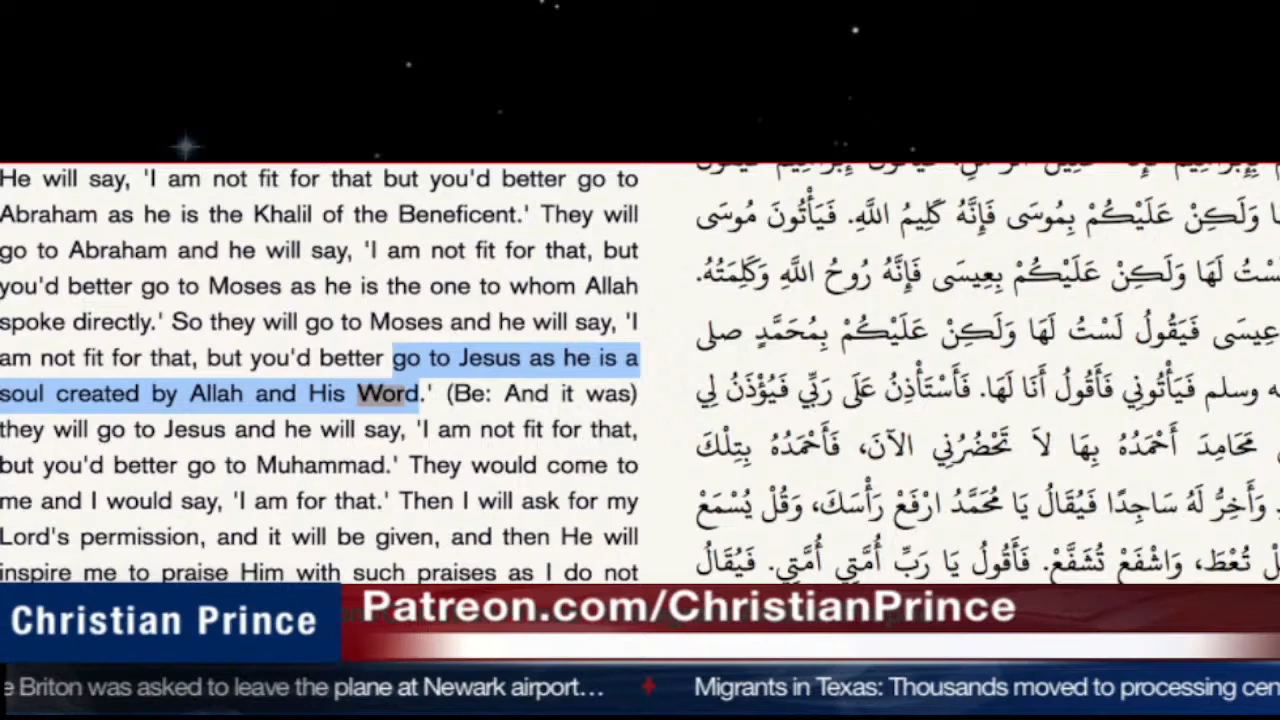 He will say, 'I am not fit for that but you'd better go to
Abraham as he is the Khalil of the Beneficent.' They will
go to Abraham and he will say, 'I am not fit for that, but
you'd better go to Moses as he is the one to whom Allah
spoke directly.' So they will go to Moses and he will say, 'I
am not fit for that, but you'd better go to Jesus as he is a
soul created by Allah and His Word.' (Be: And it was)
they will go to Jesus and he will say, 'I am not fit for that,
but you'd better go to Muhammad.' They would come to
me and I would say, 'I am for that.' Then I will ask for my
Lord's permission, and it will be given, and then He will
inspire me to praise Him with such praises as I do not
وَلَكِنْ عَلَيْكُمْ بِمُوسَى فَإِنَّهُ كَلِيمُ اللَّهِ. فَيَأْتُونَ مُوسَى
لَسْتُ لَهَا وَلَكِنْ عَلَيْكُمْ بِعِيسَى فَإِنَّهُ رُوحُ اللَّهِ وَكَلِمَتُهُ.
عِيسَى فَيَقُولُ لَسْتُ لَهَا وَلَكِنْ عَلَيْكُمْ بِمُحَمَّدٍ صلى
وسلم فَيَأْتُونِي فَأَقُولُ أَنَا لَهَا. فَأَسْتَأْذِنُ عَلَى رَبِّي فَيُؤْذَنُ لِي
مَحَامِدَ أَحْمَدُهُ بِهَا لاَ تَحْضُرُنِي الآنَ، فَأَحْمَدُهُ بِتِلْكَ
وَأَخِرُّ لَهُ سَاجِدًا فَيُقَالُ يَا مُحَمَّدُ ارْفَعْ رَأْسَكَ، وَقُلْ يُسْمَعْ
تُعْطَ، وَاشْفَعْ تُشَفَّعْ. فَأَقُولُ يَا رَبِّ أُمَّتِي أُمَّتِي. فَيُقَالُ
Christian Prince
Patreon.com/ChristianPrince
e Briton was asked to leave the plane at Newark airport…
Migrants in Texas: Thousands moved to processing cen